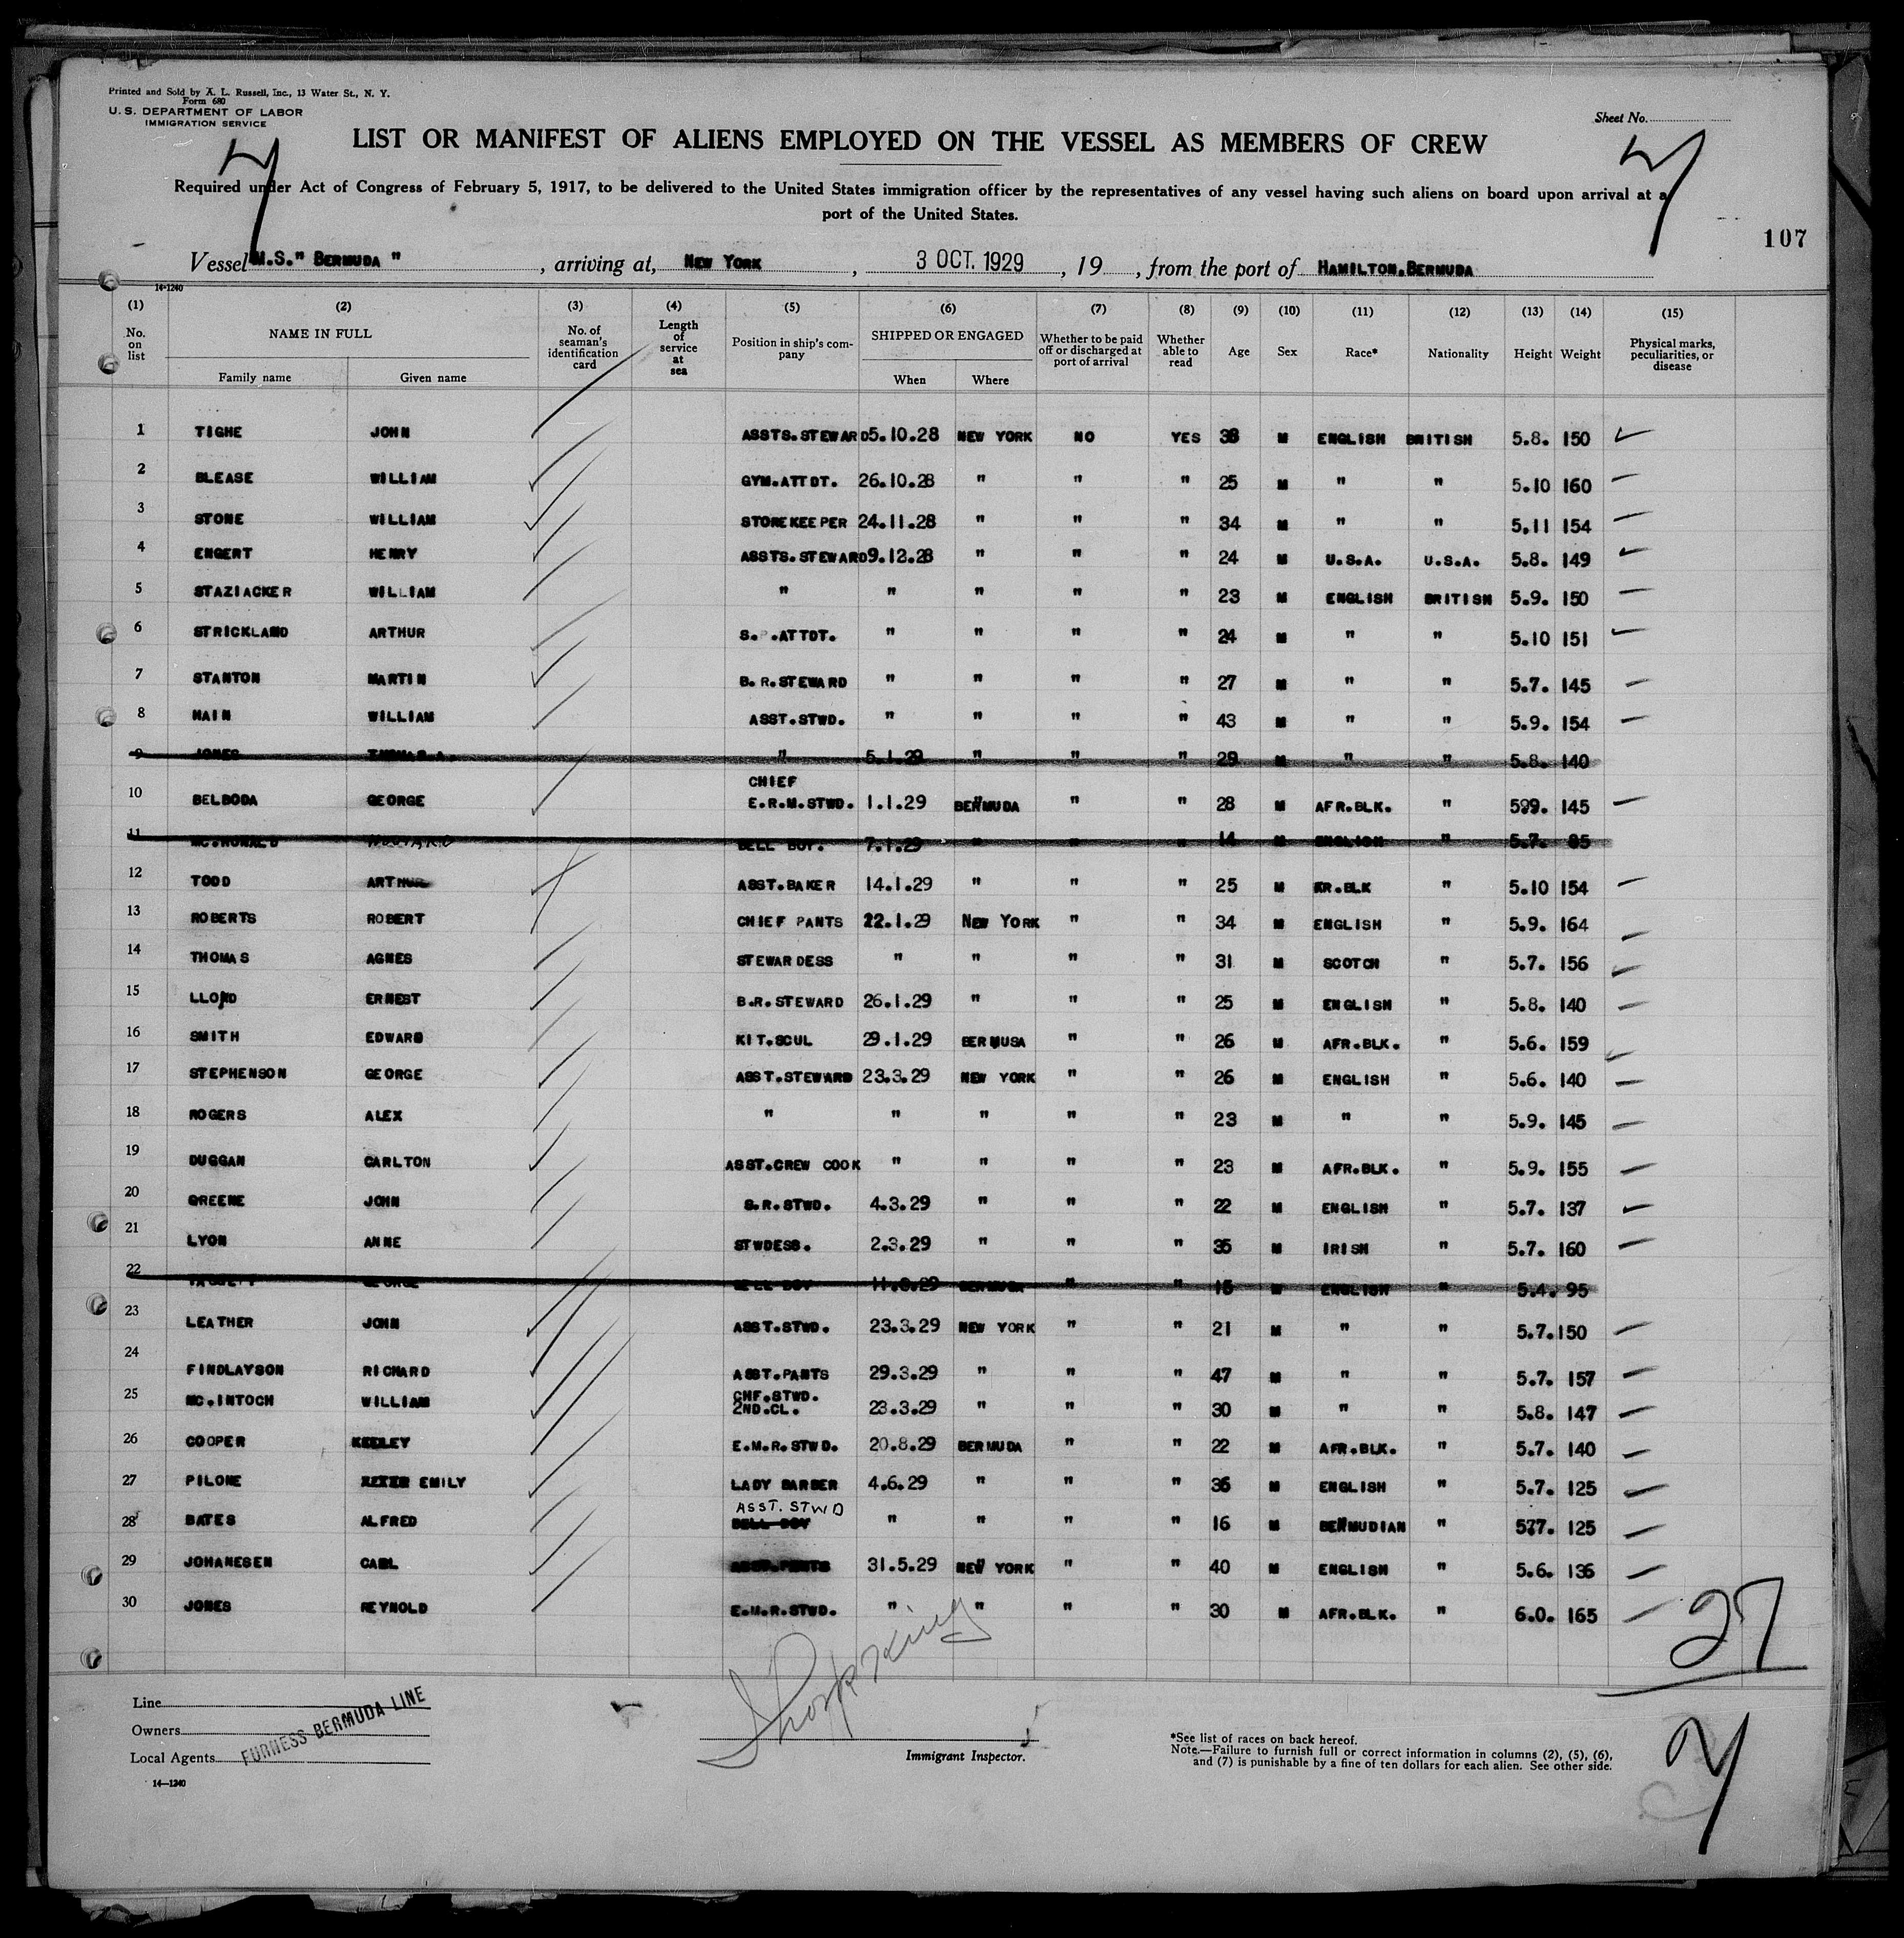 Printed and Sold by A. L. Russell, Inc., 13 Water St., N. Y.
Form 680
U. S. DEPARTMENT OF LABOR
IMMIGRATION SERVICE
Sheet No.
LIST OR MANIFEST OF ALIENS EMPLOYED ON THE VESSEL AS MEMBERS OF CREW
Required under Act of Congress of February 5, 1917, to be delivered to the United States immigration officer by the representatives of any vessel having such aliens on board upon arrival at a
port of the United States.
107
Vessel M.S." BERMUDA " , arriving at, NEW YORK , 3 OCT. 1929 , 19 , from the port of HAMILTON.BERMUDA
14-1240
(1) (2) (3) (4) (5) (6) (7) (8) (9) (10) (11) (12) (13) (14) (15)
No. on list NAME IN FULL Family name Given name No. of seaman's identification card Length of service at sea Position in ship's company SHIPPED OR ENGAGED When Where Whether to be paid off or discharged at port of arrival Whether able to read Age Sex Race* Nationality Height Weight Physical marks, peculiarities, or disease
1 TIGHE JOHN ASSTS.STEWARD 5.10.28 NEW YORK NO YES 38 M ENGLISH BRITISH 5.8. 150
2 BLEASE WILLIAM GYM.ATTDT. 26.10.28 " " " 25 M " " 5.10 160
3 STONE WILLIAM STOREKEEPER 24.11.28 " " " 34 M " " 5.11 154
4 ENGERT HENRY ASSTS.STEWARD 9.12.28 " " " 24 M U.S.A. U.S.A. 5.8. 149
5 STAZIACKER WILLIAM " " " " " 23 M ENGLISH BRITISH 5.9. 150
6 STRICKLAND ARTHUR S. .ATTDT. " " " " 24 M " " 5.10 151
7 STANTON MARTIN B.R.STEWARD " " " " 27 M " " 5.7. 145
8 MAIN WILLIAM ASST.STWD. " " " " 43 M " " 5.9. 154
9 JONES THOMAS.A. " 5.1.29 " " " 29 M " " 5.8. 140
10 BELBODA GEORGE CHIEF E.R.M.STWD. 1.1.29 BERMUDA " " 28 M AFR.BLK. " 599. 145
11 MC.DONALD BELL BOY. 7.1.29 " " " 14 M ENGLISH " 5.7. 85
12 TODD ARTHUR ASST.BAKER 14.1.29 " " " 25 M BLK " 5.10 154
13 ROBERTS ROBERT CHIEF PANTS 22.1.29 NEW YORK " " 34 M ENGLISH " 5.9. 164
14 THOMAS AGNES STEWARDESS " " " " 31 M SCOTCH " 5.7. 156
15 LLOYD ERNEST B.R.STEWARD 26.1.29 " " " 25 M ENGLISH " 5.8. 140
16 SMITH EDWARD KIT.SCUL 29.1.29 BERMUSA " " 26 M AFR.BLK. " 5.6. 159
17 STEPHENSON GEORGE ASST.STEWARD 23.3.29 NEW YORK " " 26 M ENGLISH " 5.6. 140
18 ROGERS ALEX " " " " " 23 M " " 5.9. 145
19 DUGGAN CARLTON ASST.CREW COOK " " " " 23 M AFR.BLK. " 5.9. 155
20 GREENE JOHN S.R.STWD. 4.3.29 " " " 22 M ENGLISH " 5.7. 137
21 LYON ANNE STWDESS. 2.3.29 " " " 35 M IRISH " 5.7. 160
22 GEORGE BELL BOY 11.3.29 BERMUDA " " 15 M ENGLISH " 5.4. 95
23 LEATHER JOHN ASST.STWD. 23.3.29 NEW YORK " " 21 M " " 5.7. 150
24 FINDLAYSON RICHARD ASST.PANTS 29.3.29 " " " 47 M " " 5.7. 157
25 MC.INTOCH WILLIAM CHF.STWD. 2ND.CL. 23.3.29 " " " 30 M " " 5.8. 147
26 COOPER KEELEY E.M.R.STWD. 20.8.29 BERMUDA " " 22 M AFR.BLK. " 5.7. 140
27 PILONE EMILY LADY BARBER 4.6.29 " " " 36 M ENGLISH " 5.7. 125
28 BATES ALFRED ASST. STWD BELL BOY " " " " 16 M BERMUDIAN " 577. 125
29 JOHANESEN CARL ASST.PANTS 31.5.29 NEW YORK " " 40 M ENGLISH " 5.6. 136
30 JONES REYNOLD E.M.R.STWD. " " " " 30 M AFR.BLK. " 6.0. 165
27
Line
Owners
Local Agents
FURNESS BERMUDA LINE
14-1240
Immigrant Inspector.
*See list of races on back hereof.
Note.—Failure to furnish full or correct information in columns (2), (5), (6),
and (7) is punishable by a fine of ten dollars for each alien. See other side.